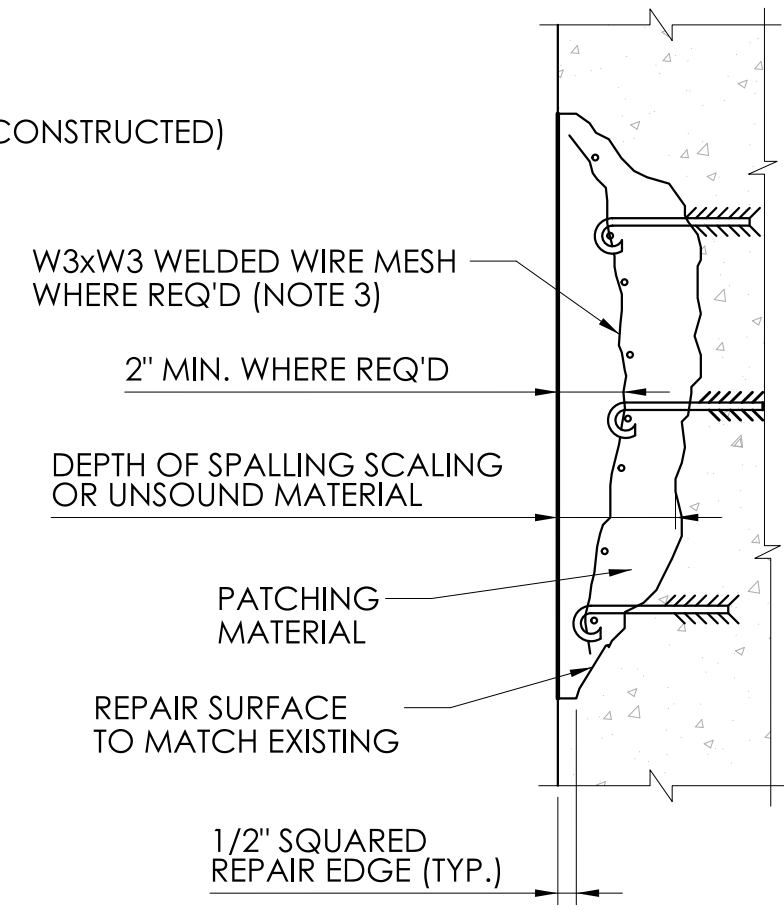 CONSTRUCTED)
W3xW3 WELDED WIRE MESH
WHERE REQ'D (NOTE 3)
2" MIN. WHERE REQ'D
DEPTH OF SPALLING SCALING
OR UNSOUND MATERIAL
PATCHING
MATERIAL
REPAIR SURFACE
TO MATCH EXISTING
1/2" SQUARED
REPAIR EDGE (TYP.)